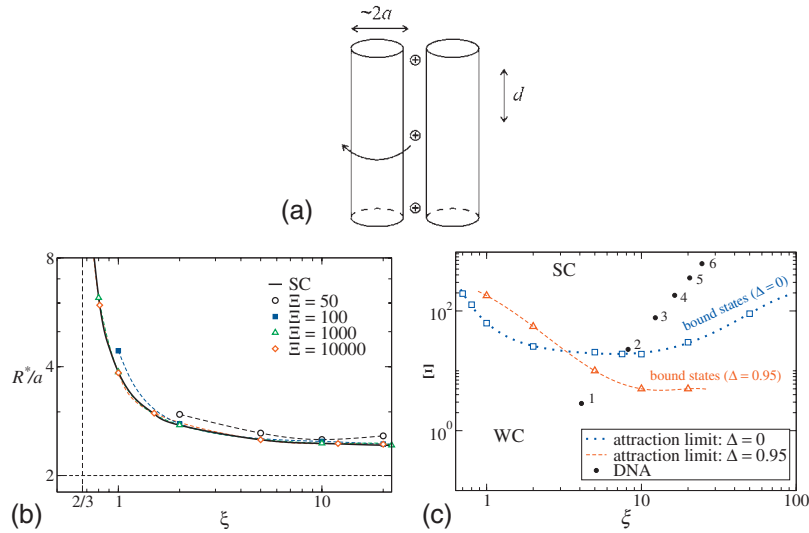 ~2a
⊕
⊕
⊕
d
(a)
8
4
2
R*/a
SC
Ξ = 50
Ξ = 100
Ξ = 1000
Ξ = 10000
2/3
1
10
ξ
(b)
10²
10⁰
Ξ
SC
WC
bound states (Δ = 0)
bound states (Δ = 0.95)
1
2
3
4
5
6
attraction limit: Δ = 0
attraction limit: Δ = 0.95
DNA
1
10
100
ξ
(c)